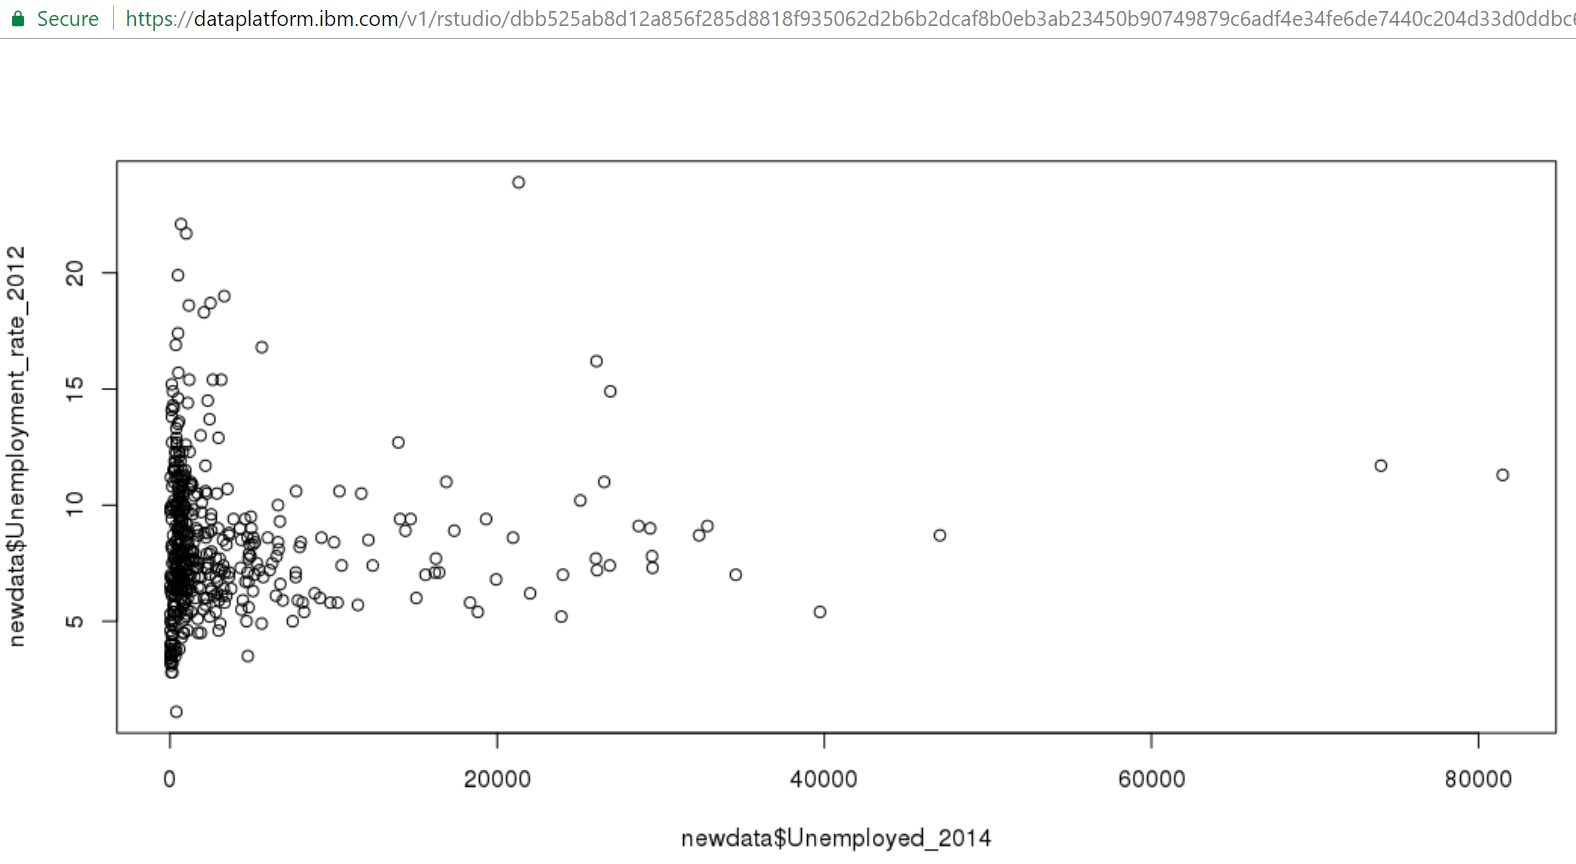 Secure https://dataplatform.ibm.com/v1/rstudio/dbb525ab8d12a856f285d8818f935062d2b6b2dcaf8b0eb3ab23450b90749879c6adf4e34fe6de7440c204d33d0ddbc6
newdata$Unemployment_rate_2012
20
15
10
5
0 20000 40000 60000 80000
newdata$Unemployed_2014